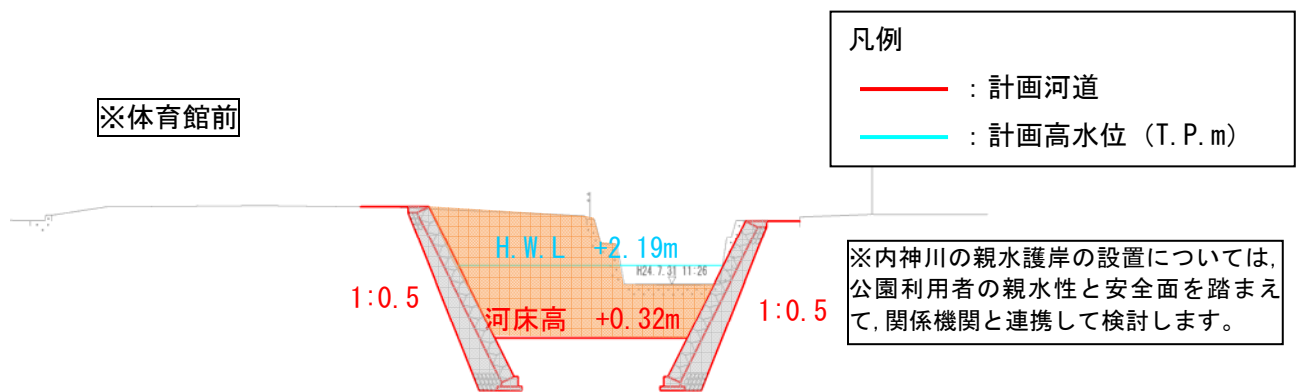 凡例
：計画河道
：計画高水位（T.P.m）
※体育館前
H.W.L +2.19m
H24.7.31 11:26
1:0.5
河床高 +0.32m
1:0.5
※内神川の親水護岸の設置については,
公園利用者の親水性と安全面を踏まえ
て,関係機関と連携して検討します。